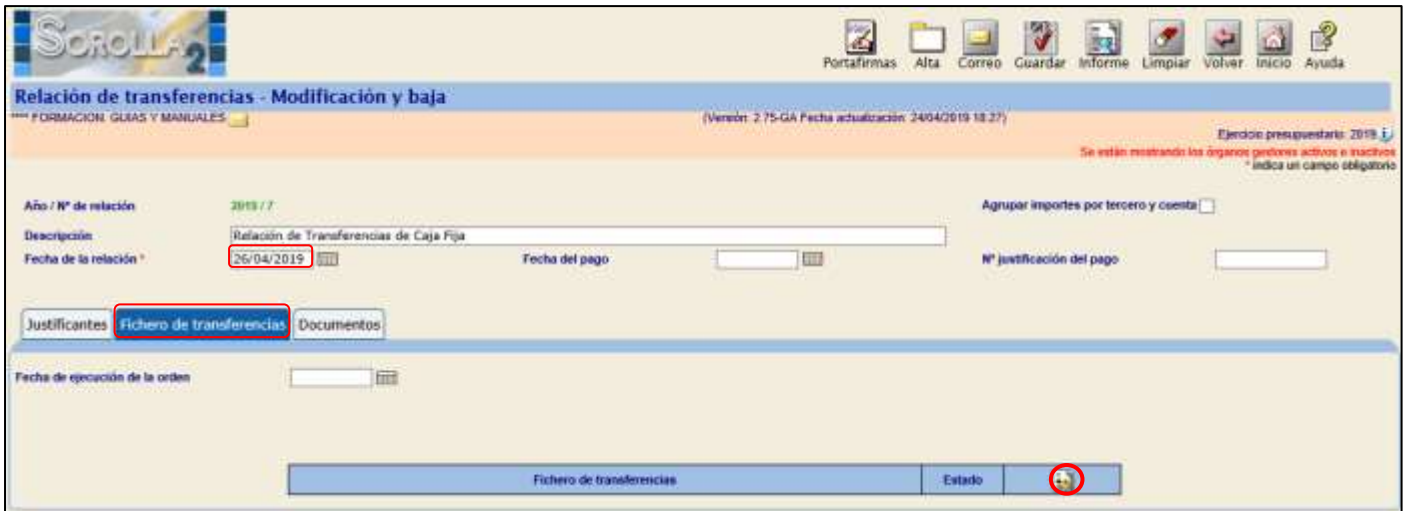 SOROLLA2
Portafirmas Alta Correo Guardar Informe Limpiar Volver Inicio Ayuda
Relación de transferencias - Modificación y baja
**** FORMACION. GUIAS Y MANUALES
(Versión: 2.75-GA Fecha actualización: 24/04/2019 18:27)
Ejercicio presupuestario: 2019
Se están mostrando los órganos gestores activos e inactivos
* indica un campo obligatorio
Año / Nº de relación 2019 / 7 Agrupar importes por tercero y cuenta
Descripción Relación de Transferencias de Caja Fija
Fecha de la relación * 26/04/2019 Fecha del pago Nº justificación del pago
Justificantes Fichero de transferencias Documentos
Fecha de ejecución de la orden
Fichero de transferencias Estado